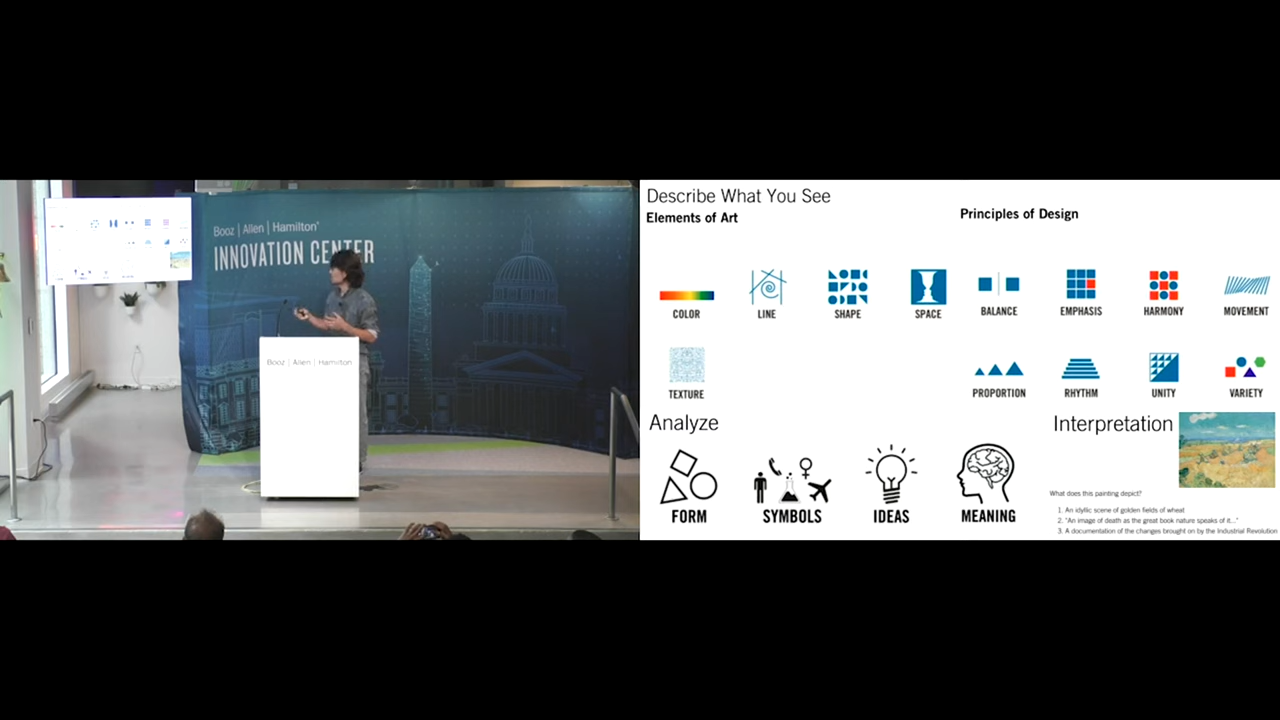 Booz | Allen | Hamilton®
INNOVATION CENTER
Booz | Allen | Hamilton
Describe What You See
Elements of Art
Principles of Design
COLOR
LINE
SHAPE
SPACE
BALANCE
EMPHASIS
HARMONY
MOVEMENT
TEXTURE
PROPORTION
RHYTHM
UNITY
VARIETY
Analyze
Interpretation
FORM
SYMBOLS
IDEAS
MEANING
What does this painting depict?
1. An idyllic scene of golden fields of wheat
2. "An image of death as the great book nature speaks of it..."
3. A documentation of the changes brought on by the Industrial Revolution